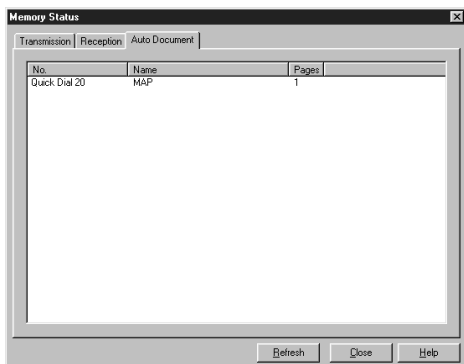 Memory Status
Transmission Reception Auto Document
No. Name Pages
Quick Dial 20 MAP 1
Refresh Close Help